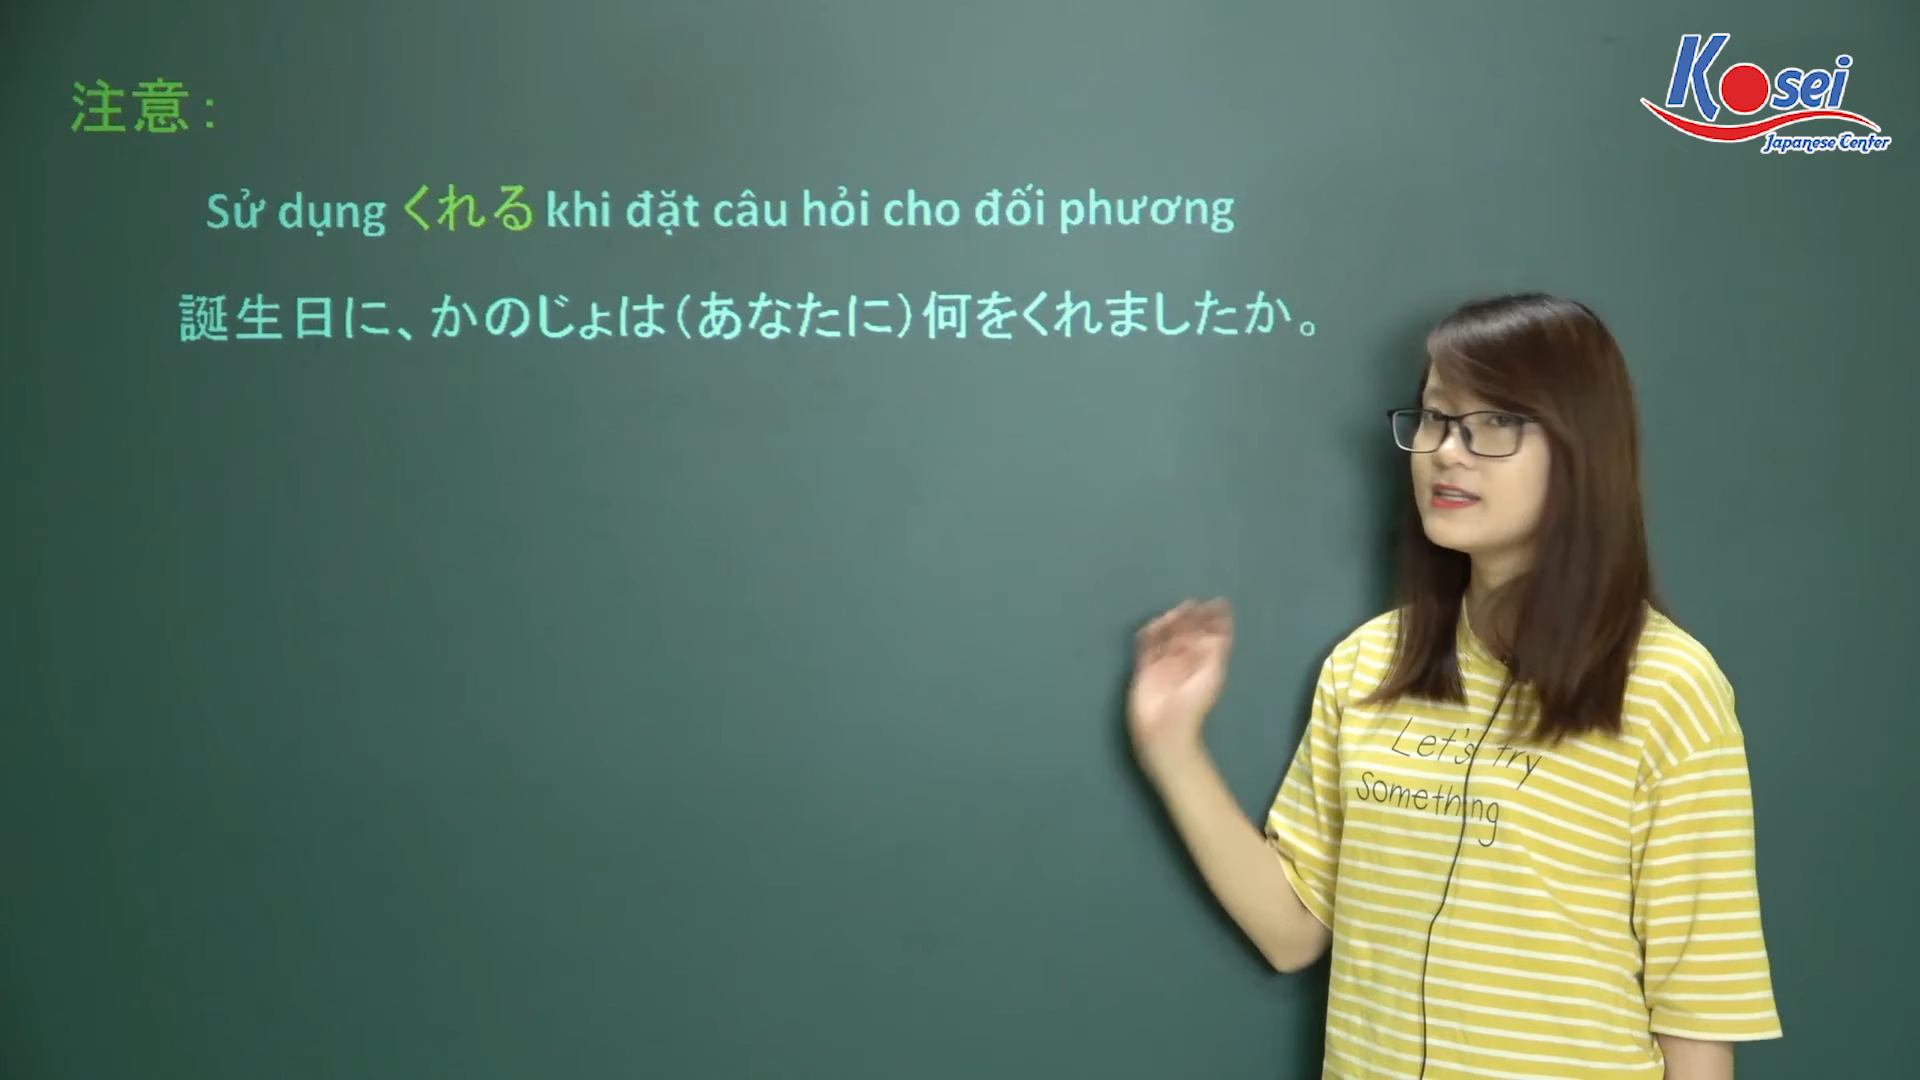 注意：
Sử dụng くれる khi đặt câu hỏi cho đối phương
誕生日に、かのじょは（あなたに）何をくれましたか。
Kosei
Japanese Center
Let's try
something